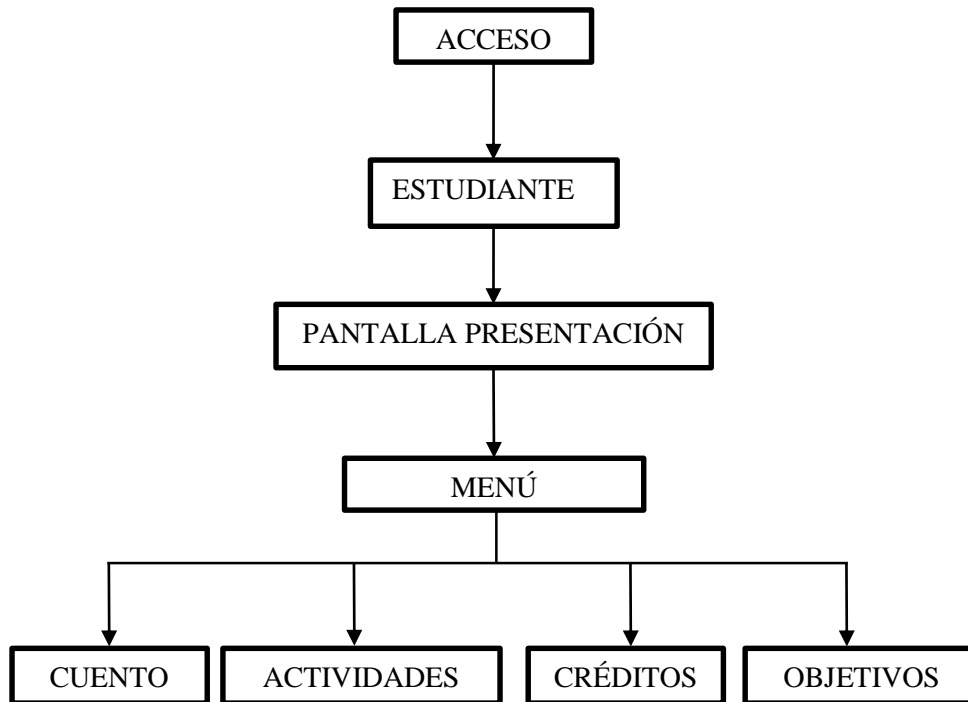 ACCESO
ESTUDIANTE
PANTALLA PRESENTACIÓN
MENÚ
CUENTO
ACTIVIDADES
CRÉDITOS
OBJETIVOS